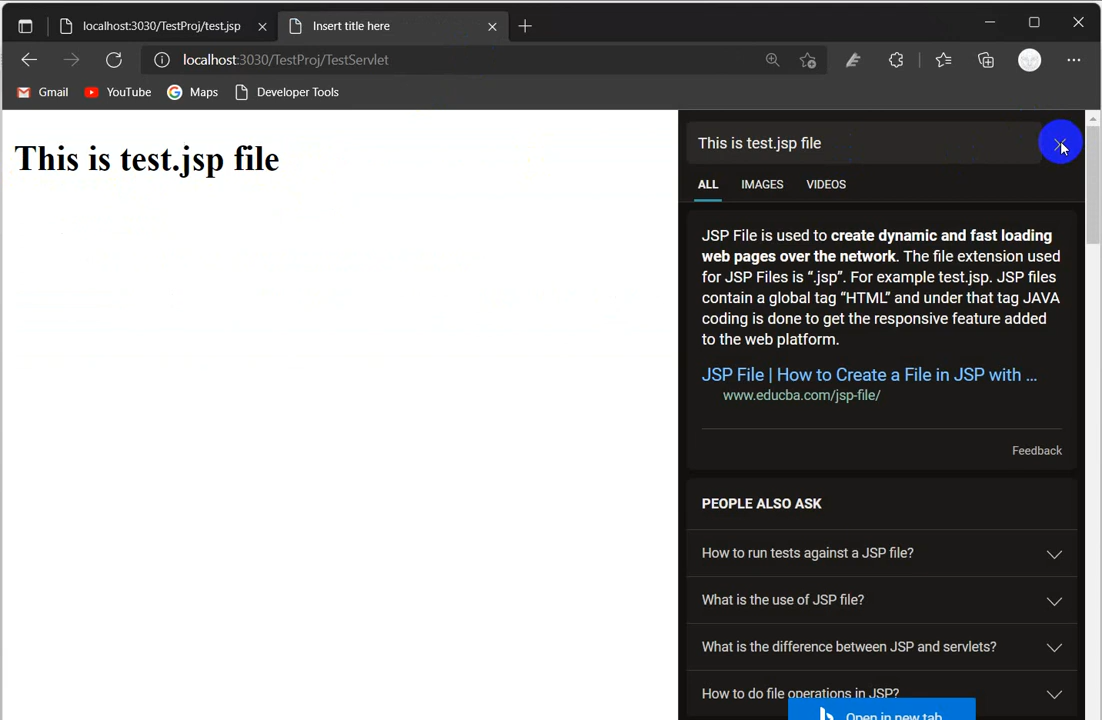 localhost:3030/TestProj/test.jsp
Insert title here
localhost:3030/TestProj/TestServlet
Gmail
YouTube
Maps
Developer Tools
This is test.jsp file
This is test.jsp file
ALL
IMAGES
VIDEOS
JSP File is used to create dynamic and fast loading
web pages over the network. The file extension used
for JSP Files is “.jsp”. For example test.jsp. JSP files
contain a global tag “HTML” and under that tag JAVA
coding is done to get the responsive feature added
to the web platform.
JSP File | How to Create a File in JSP with ...
www.educba.com/jsp-file/
Feedback
PEOPLE ALSO ASK
How to run tests against a JSP file?
What is the use of JSP file?
What is the difference between JSP and servlets?
How to do file operations in JSP?
Open in new tab